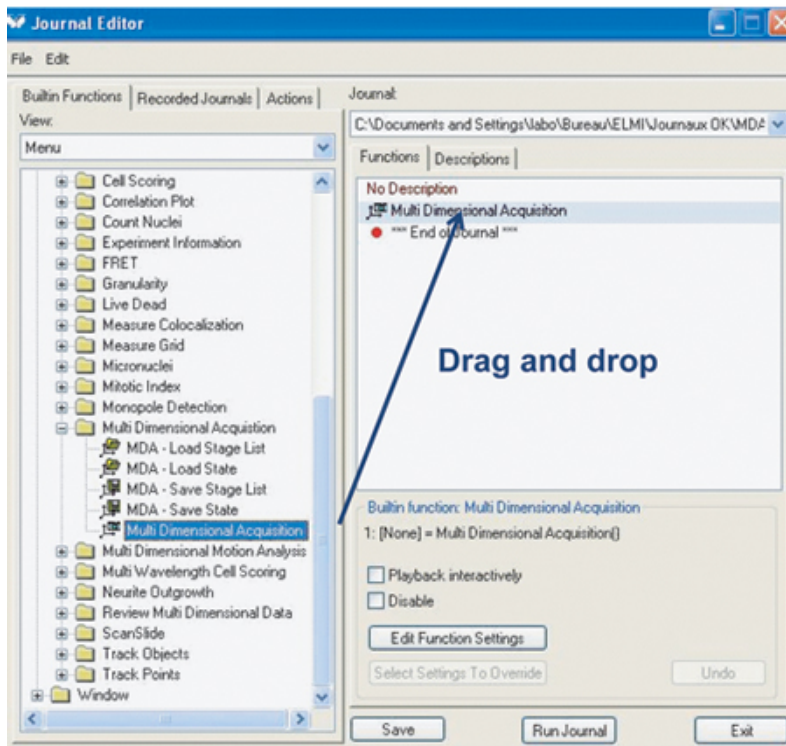 Journal Editor
File Edit
Builtin Functions Recorded Journals Actions
View:
Menu
Cell Scoring
Correlation Plot
Count Nuclei
Experiment Information
FRET
Granularity
Live Dead
Measure Colocalization
Measure Grid
Micronuclei
Mitotic Index
Monopole Detection
Multi Dimensional Acquistion
MDA - Load Stage List
MDA - Load State
MDA - Save Stage List
MDA - Save State
Multi Dimensional Acquisition
Multi Dimensional Motion Analysis
Multi Wavelength Cell Scoring
Neurite Outgrowth
Review Multi Dimensional Data
ScanSlide
Track Objects
Track Points
Window
Journal:
C:\Documents and Settings\labo\Bureau\ELMI\Journaux OK\MDA
Functions Descriptions
No Description
Multi Dimensional Acquisition
*** End of Journal ***
Drag and drop
Builtin function: Multi Dimensional Acquisition
1: [None] = Multi Dimensional Acquisition()
Playback interactively
Disable
Edit Function Settings
Select Settings To Override Undo
Save Run Journal Exit